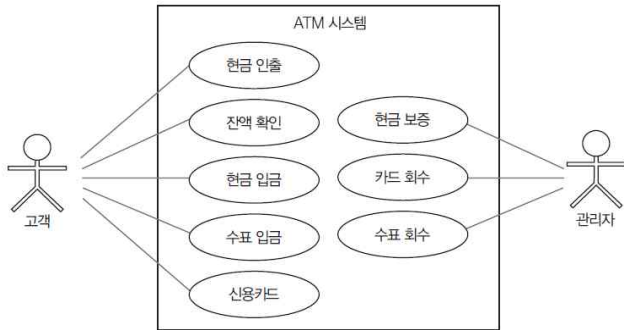 ATM 시스템
현금 인출
잔액 확인
현금 보증
현금 입금
카드 회수
고객
관리자
수표 입금
수표 회수
신용카드